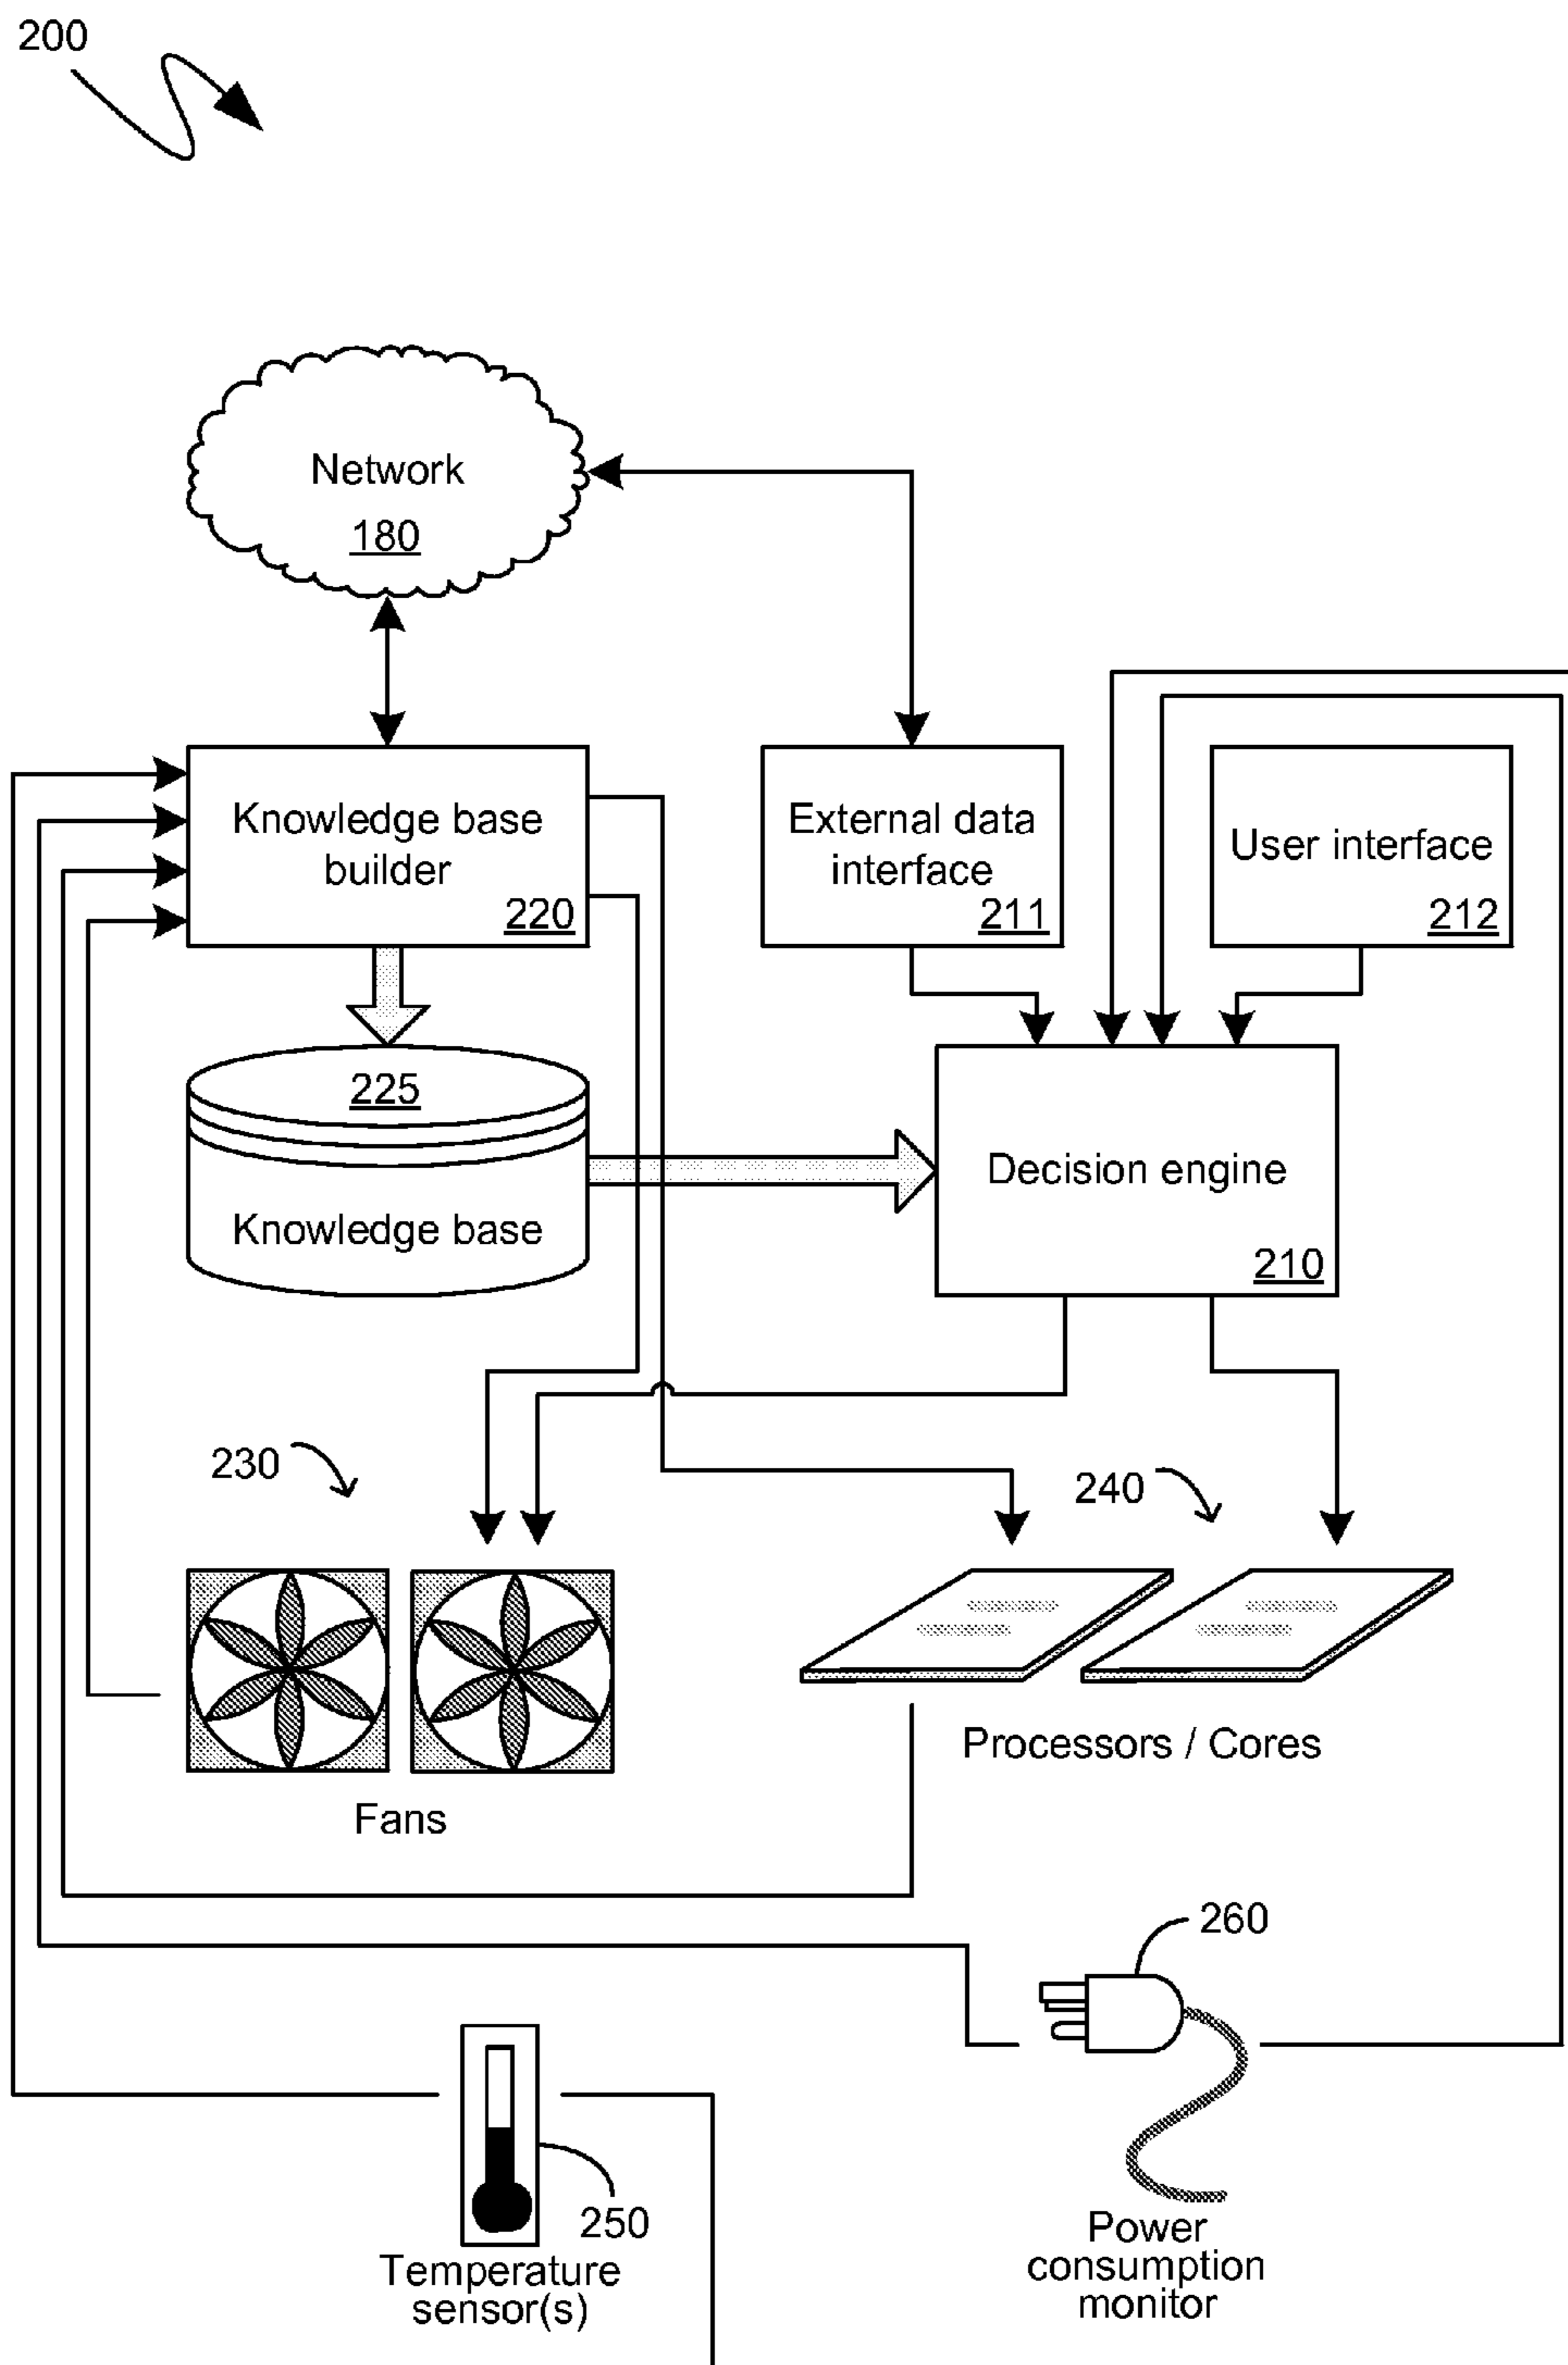 200
Network
180
Knowledge base
builder
220
External data
interface
211
User interface
212
225
Knowledge base
Decision engine
210
230
240
Fans
Processors / Cores
260
250
Temperature
sensor(s)
Power
consumption
monitor